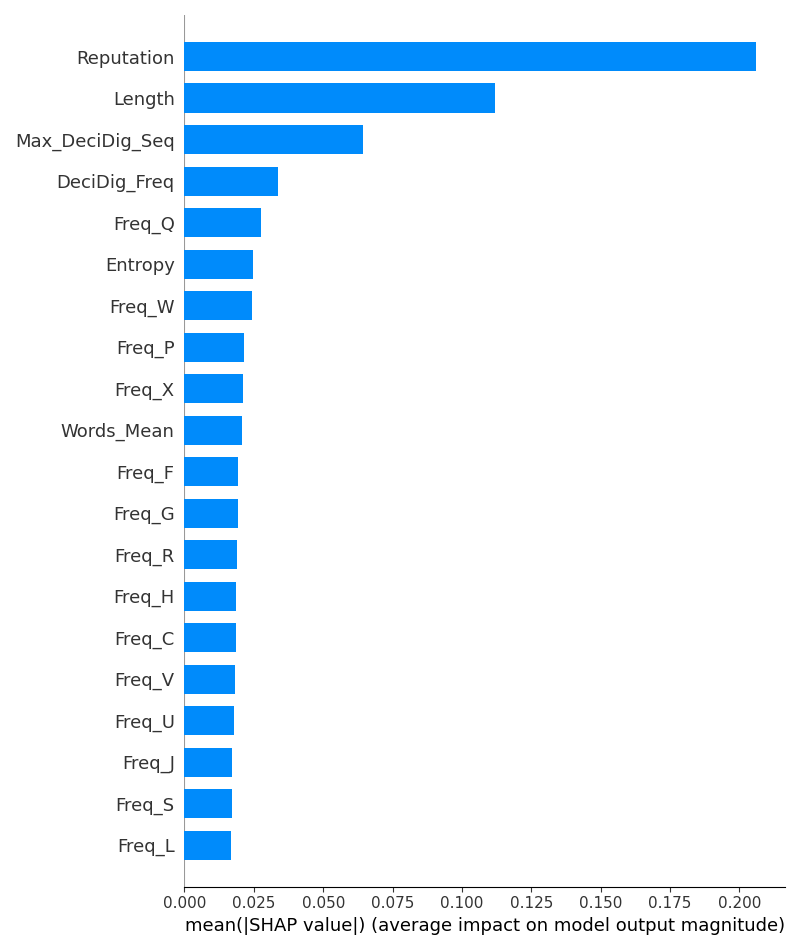 Reputation
Length
Max_DeciDig_Seq
DeciDig_Freq
Freq_Q
Entropy
Freq_W
Freq_P
Freq_X
Words_Mean
Freq_F
Freq_G
Freq_R
Freq_H
Freq_C
Freq_V
Freq_U
Freq_J
Freq_S
Freq_L
0.000 0.025 0.050 0.075 0.100 0.125 0.150 0.175 0.200
mean(|SHAP value|) (average impact on model output magnitude)